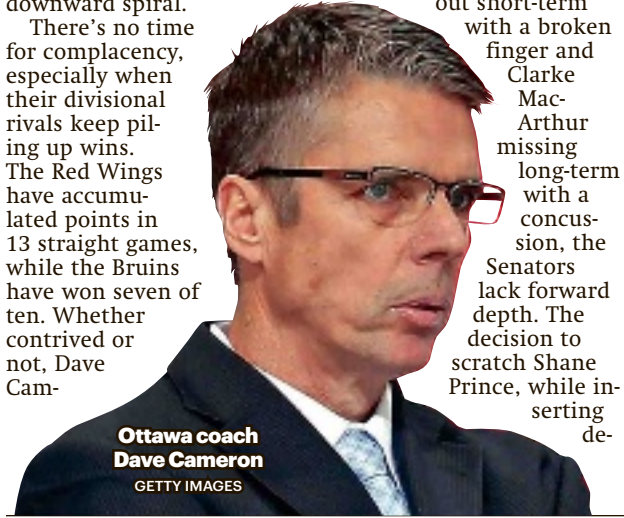 downward spiral.
There's no time
for complacency,
especially when
their divisional
rivals keep pil-
ing up wins.
The Red Wings
have accumu-
lated points in
13 straight games,
while the Bruins
have won seven of
ten. Whether
contrived or
not, Dave
Cam-
out short-term
with a broken
finger and
Clarke
Mac-
Arthur
missing
long-term
with a
concus-
sion, the
Senators
lack forward
depth. The
decision to
scratch Shane
Prince, while in-
serting
de-
Ottawa coach
Dave Cameron
GETTY IMAGES